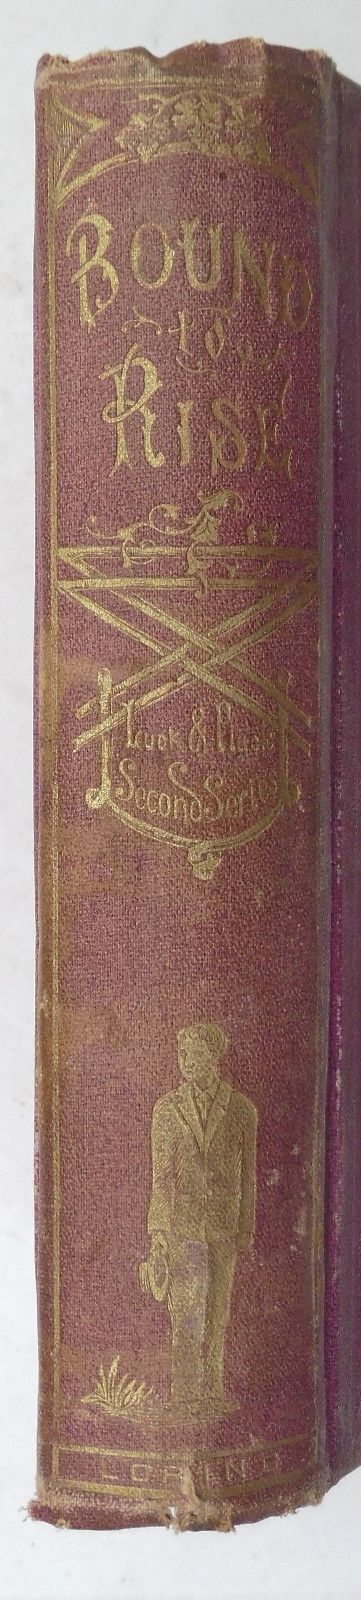 BOUND
to
RISE
Luck & Pluck
Second Series
LORING